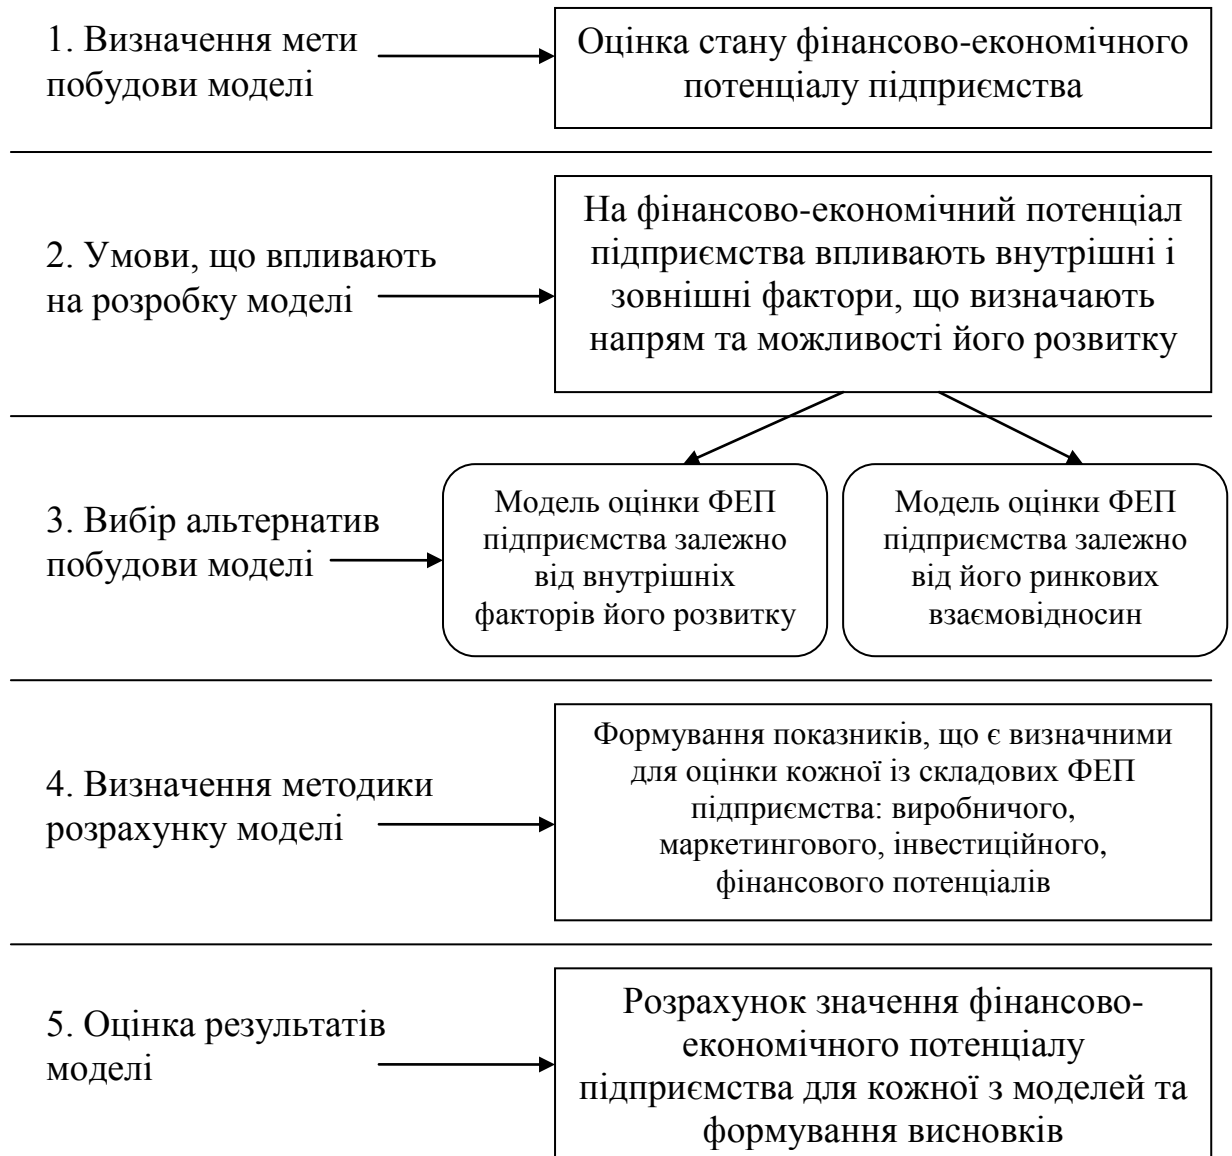 1. Визначення мети
побудови моделі
Оцінка стану фінансово-економічного
потенціалу підприємства
2. Умови, що впливають
на розробку моделі
На фінансово-економічний потенціал
підприємства впливають внутрішні і
зовнішні фактори, що визначають
напрям та можливості його розвитку
3. Вибір альтернатив
побудови моделі
Модель оцінки ФЕП
підприємства залежно
від внутрішніх
факторів його розвитку
Модель оцінки ФЕП
підприємства залежно
від його ринкових
взаємовідносин
4. Визначення методики
розрахунку моделі
Формування показників, що є визначними
для оцінки кожної із складових ФЕП
підприємства: виробничого,
маркетингового, інвестиційного,
фінансового потенціалів
5. Оцінка результатів
моделі
Розрахунок значення фінансово-
економічного потенціалу
підприємства для кожної з моделей та
формування висновків